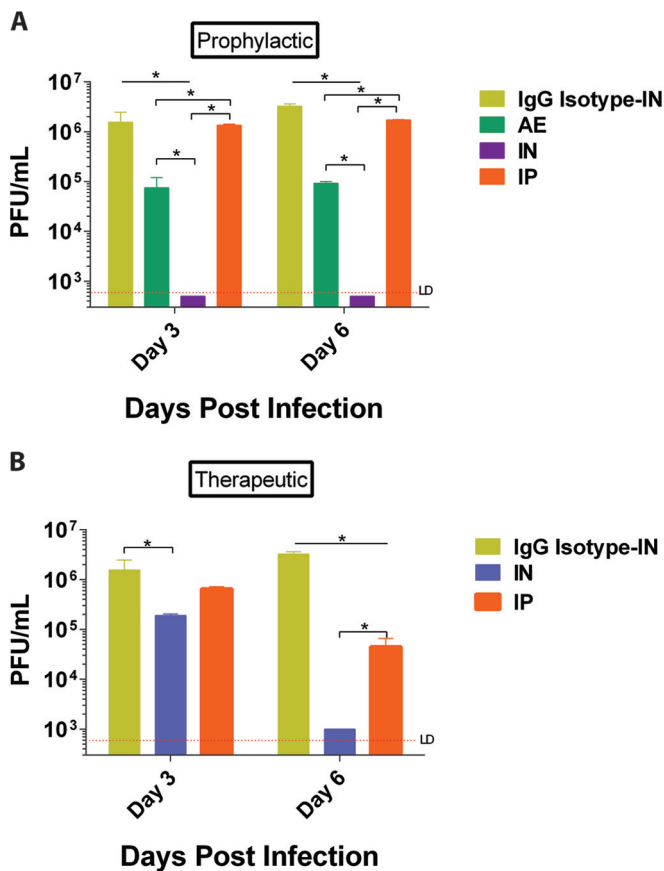 A
Prophylactic
10⁷
10⁶
10⁵
10⁴
10³
PFU/mL
* * * *
* * * *
LD
Day 3
Day 6
Days Post Infection
IgG Isotype-IN
AE
IN
IP
B
Therapeutic
10⁷
10⁶
10⁵
10⁴
10³
PFU/mL
*
* *
LD
Day 3
Day 6
Days Post Infection
IgG Isotype-IN
IN
IP